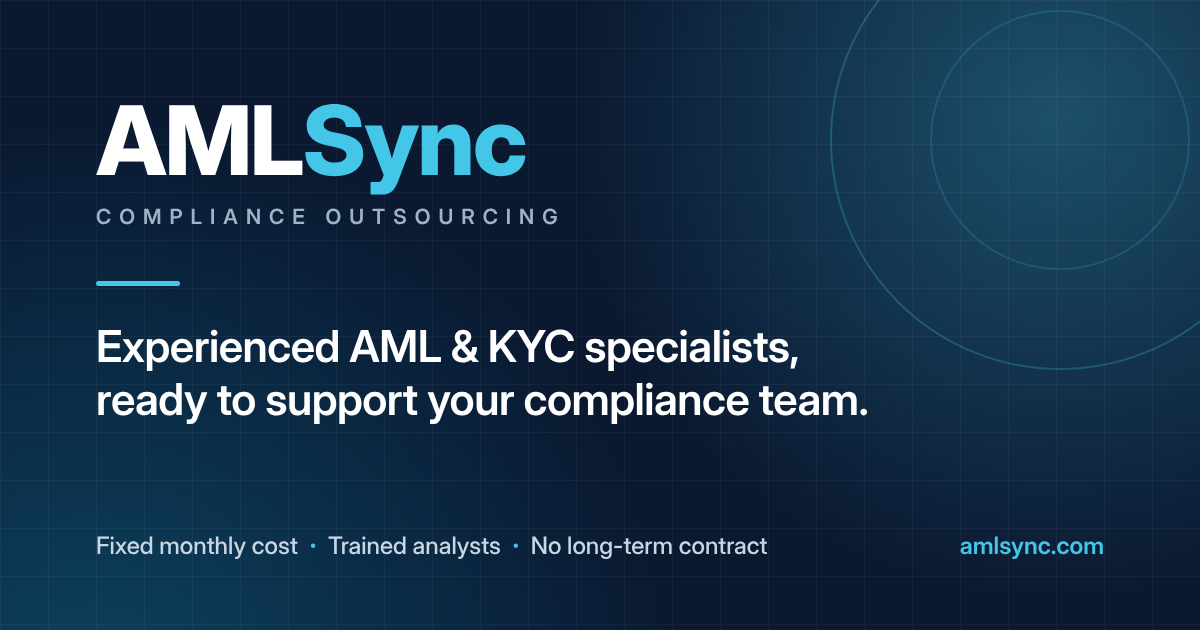 AMLSync
COMPLIANCE OUTSOURCING
Experienced AML & KYC specialists,
ready to support your compliance team.
Fixed monthly cost · Trained analysts · No long-term contract
amlsync.com